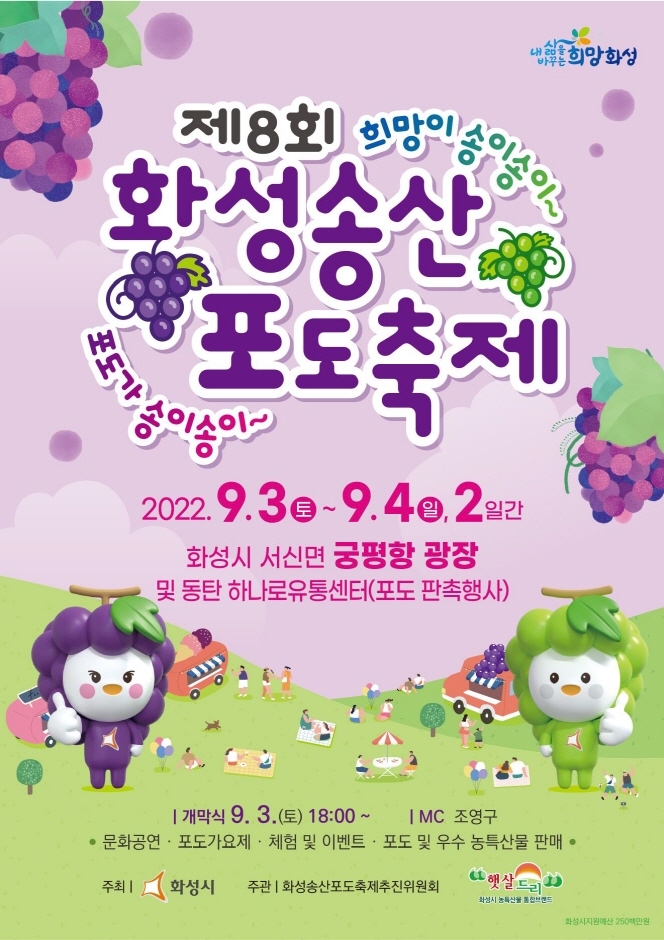 내 삶을
바꾸는 희망화성
제8회 희망이 송이송이~
화성송산
포도축제
포도가 송이송이~
2022. 9. 3 토 ~ 9. 4 일, 2일간
화성시 서신면 궁평항 광장
및 동탄 하나로유통센터(포도 판촉행사)
| 개막식 9. 3.(토) 18:00 ~ | MC 조영구
• 문화공연 · 포도가요제 · 체험 및 이벤트 · 포도 및 우수 농특산물 판매 •
주최 | 화성시 주관 | 화성송산포도축제추진위원회
햇살드리
화성시 농특산물 통합브랜드
화성시지원예산 250백만원